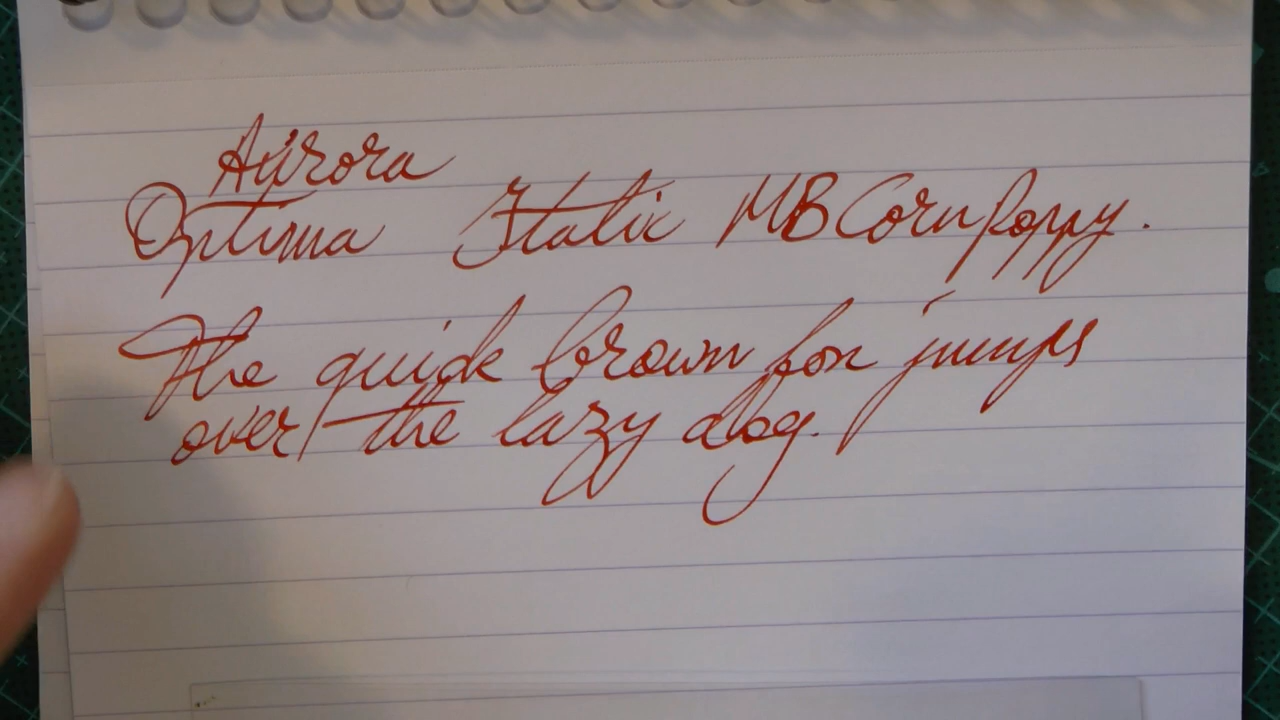 Aurora
Optima Italic MB Corn Poppy.
The quick brown fox jumps
over the lazy dog.